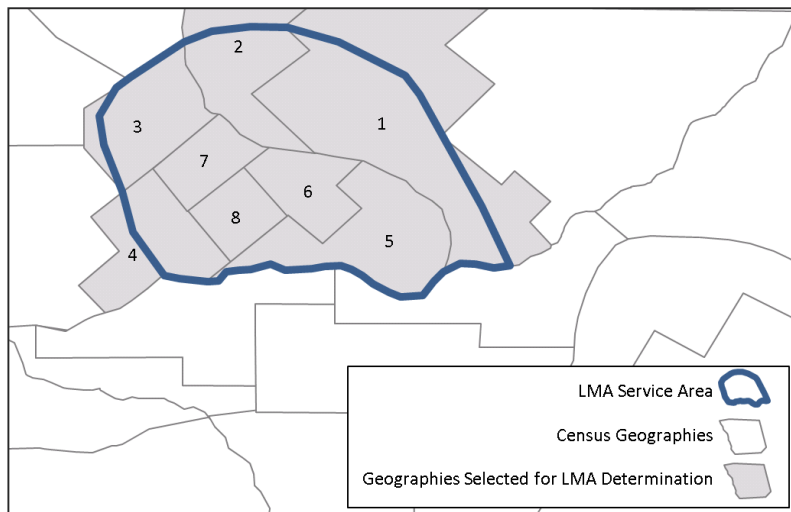 2
1
3
7
6
8
5
4
LMA Service Area
Census Geographies
Geographies Selected for LMA Determination